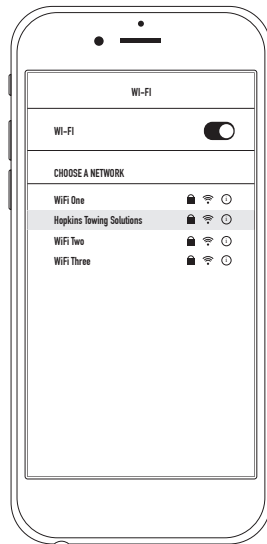 WI-FI
WI-FI
CHOOSE A NETWORK
WiFi One
Hopkins Towing Solutions
WiFi Two
WiFi Three